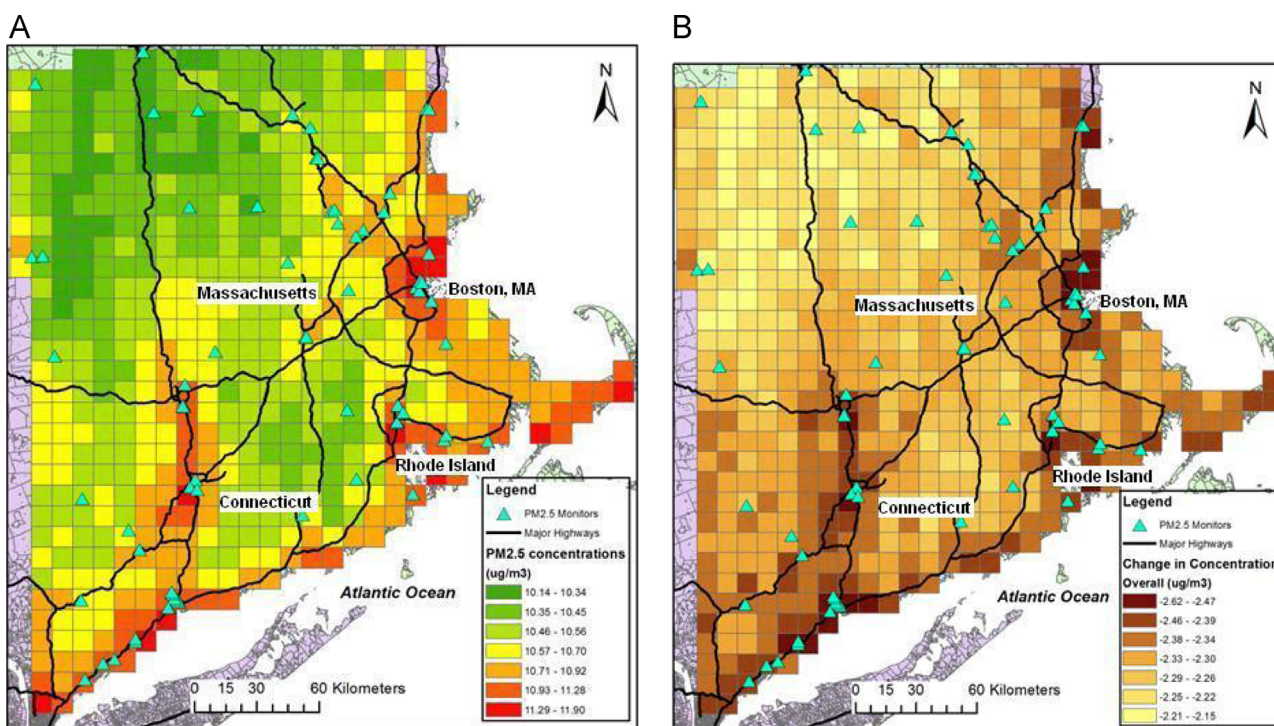 A
N
Massachusetts
Boston, MA
Rhode Island
Connecticut
Atlantic Ocean
0 15 30 60 Kilometers
Legend
PM2.5 Monitors
Major Highways
PM2.5 concentrations
(ug/m3)
10.14 - 10.34
10.35 - 10.45
10.46 - 10.56
10.57 - 10.70
10.71 - 10.92
10.93 - 11.28
11.29 - 11.90
B
N
Massachusetts
Boston, MA
Rhode Island
Connecticut
Atlantic Ocean
0 15 30 60 Kilometers
Legend
PM2.5 Monitors
Major Highways
Change in Concentration
Overall (ug/m3)
-2.62 - -2.47
-2.46 - -2.39
-2.38 - -2.34
-2.33 - -2.30
-2.29 - -2.26
-2.25 - -2.22
-2.21 - -2.15